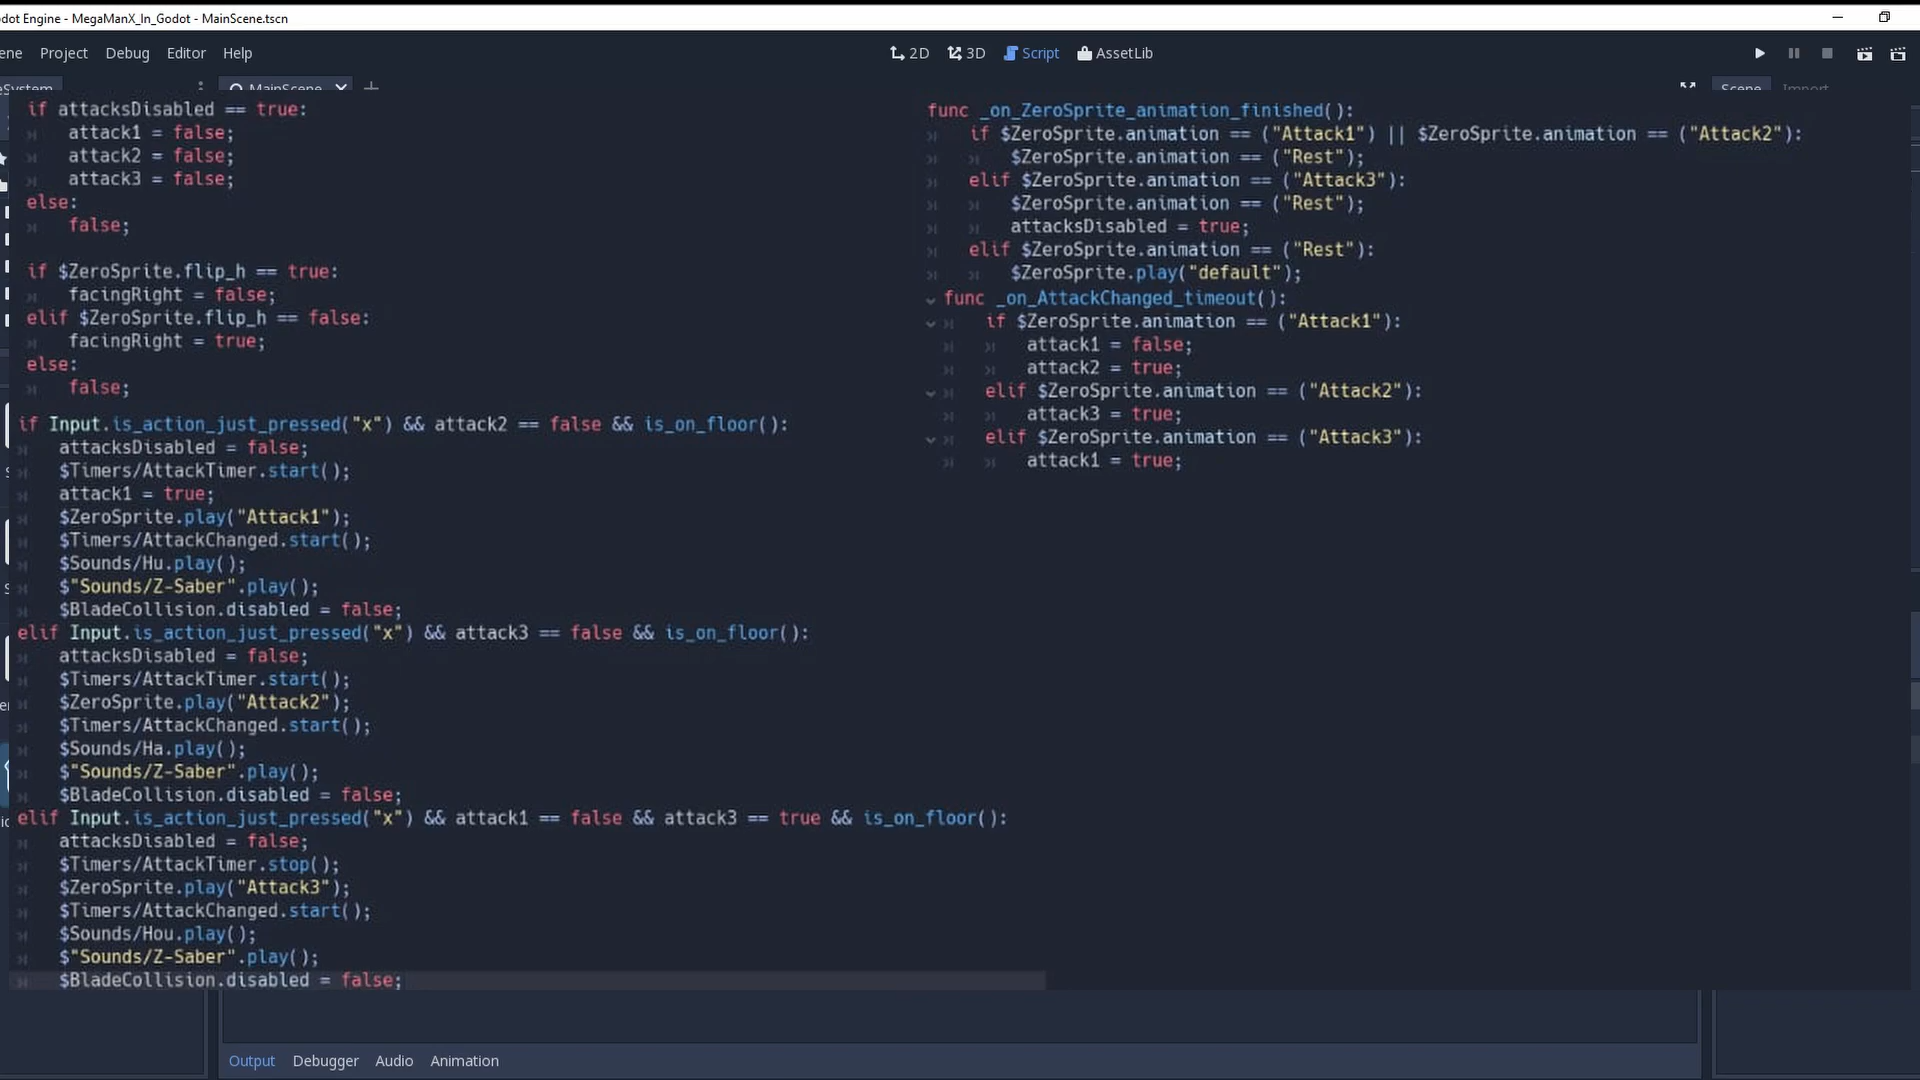 dot Engine - MegaManX_In_Godot - MainScene.tscn
ene Project Debug Editor Help 2D 3D Script AssetLib
eSystem MainScene Scene Import
if attacksDisabled == true:
attack1 = false;
attack2 = false;
attack3 = false;
else:
false;
if $ZeroSprite.flip_h == true:
facingRight = false;
elif $ZeroSprite.flip_h == false:
facingRight = true;
else:
false;
if Input.is_action_just_pressed("x") && attack2 == false && is_on_floor():
attacksDisabled = false;
$Timers/AttackTimer.start();
attack1 = true;
$ZeroSprite.play("Attack1");
$Timers/AttackChanged.start();
$Sounds/Hu.play();
$"Sounds/Z-Saber".play();
$BladeCollision.disabled = false;
elif Input.is_action_just_pressed("x") && attack3 == false && is_on_floor():
attacksDisabled = false;
$Timers/AttackTimer.start();
$ZeroSprite.play("Attack2");
$Timers/AttackChanged.start();
$Sounds/Ha.play();
$"Sounds/Z-Saber".play();
$BladeCollision.disabled = false;
elif Input.is_action_just_pressed("x") && attack1 == false && attack3 == true && is_on_floor():
attacksDisabled = false;
$Timers/AttackTimer.stop();
$ZeroSprite.play("Attack3");
$Timers/AttackChanged.start();
$Sounds/Hou.play();
$"Sounds/Z-Saber".play();
$BladeCollision.disabled = false;
func _on_ZeroSprite_animation_finished():
if $ZeroSprite.animation == ("Attack1") || $ZeroSprite.animation == ("Attack2"):
$ZeroSprite.animation == ("Rest");
elif $ZeroSprite.animation == ("Attack3"):
$ZeroSprite.animation == ("Rest");
attacksDisabled = true;
elif $ZeroSprite.animation == ("Rest"):
$ZeroSprite.play("default");
func _on_AttackChanged_timeout():
if $ZeroSprite.animation == ("Attack1"):
attack1 = false;
attack2 = true;
elif $ZeroSprite.animation == ("Attack2"):
attack3 = true;
elif $ZeroSprite.animation == ("Attack3"):
attack1 = true;
Output Debugger Audio Animation